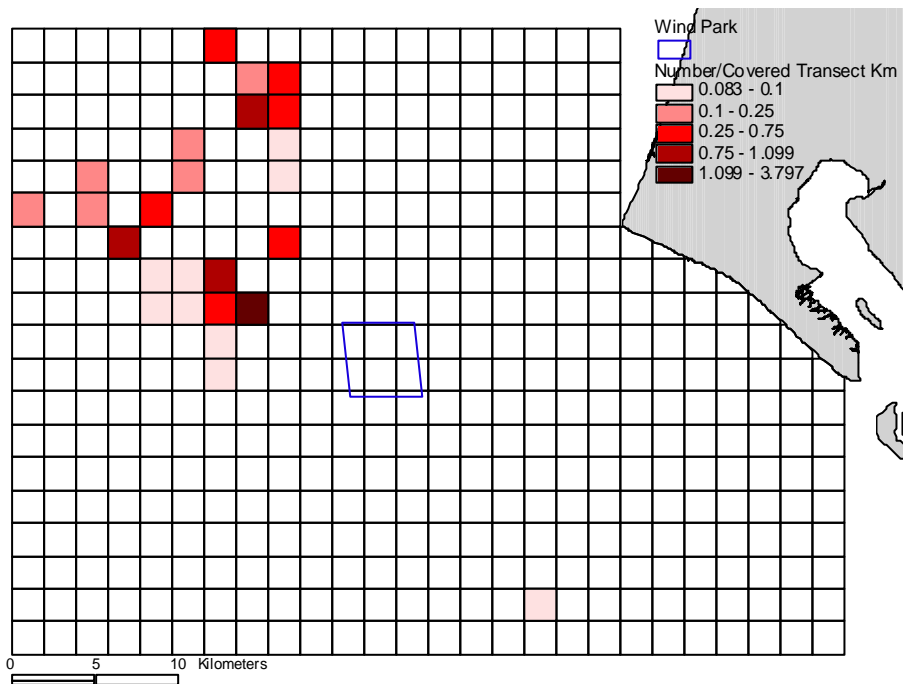 Wind Park
Number/Covered Transect Km
0.083 - 0.1
0.1 - 0.25
0.25 - 0.75
0.75 - 1.099
1.099 - 3.797
0 5 10 Kilometers